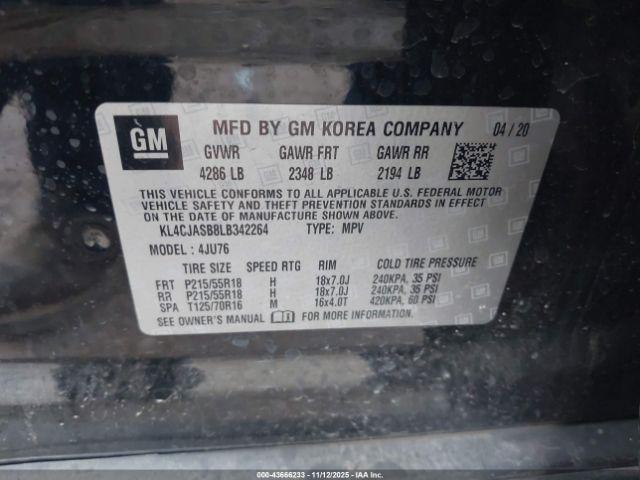 GM MFD BY GM KOREA COMPANY 04 / 20
GVWR GAWR FRT GAWR RR
4286 LB 2348 LB 2194 LB
THIS VEHICLE CONFORMS TO ALL APPLICABLE U.S. FEDERAL MOTOR
VEHICLE SAFETY AND THEFT PREVENTION STANDARDS IN EFFECT
ON THE DATE OF MANUFACTURE SHOWN ABOVE.
KL4CJASB8LB342264 TYPE: MPV
MODEL : 4JU76
TIRE SIZE SPEED RTG RIM COLD TIRE PRESSURE
FRT P215/55R18 H 18x7.0J 240KPA, 35 PSI
RR P215/55R18 H 18x7.0J 240KPA, 35 PSI
SPA T125/70R16 M 16x4.0T 420KPA, 60 PSI
SEE OWNER'S MANUAL FOR MORE INFORMATION.
000-43666233 - 11/12/2025 - IAA, Inc.